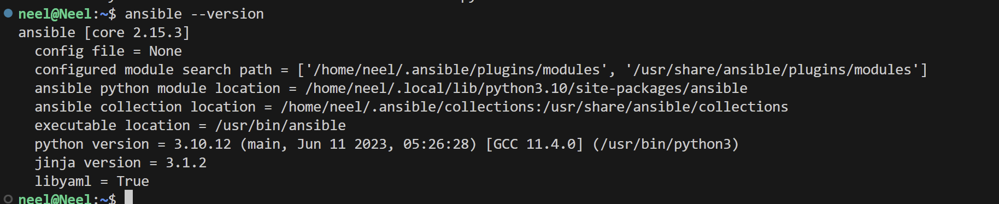 neel@Neel:~$ ansible --version
ansible [core 2.15.3]
  config file = None
  configured module search path = ['/home/neel/.ansible/plugins/modules', '/usr/share/ansible/plugins/modules']
  ansible python module location = /home/neel/.local/lib/python3.10/site-packages/ansible
  ansible collection location = /home/neel/.ansible/collections:/usr/share/ansible/collections
  executable location = /usr/bin/ansible
  python version = 3.10.12 (main, Jun 11 2023, 05:26:28) [GCC 11.4.0] (/usr/bin/python3)
  jinja version = 3.1.2
  libyaml = True
neel@Neel:~$